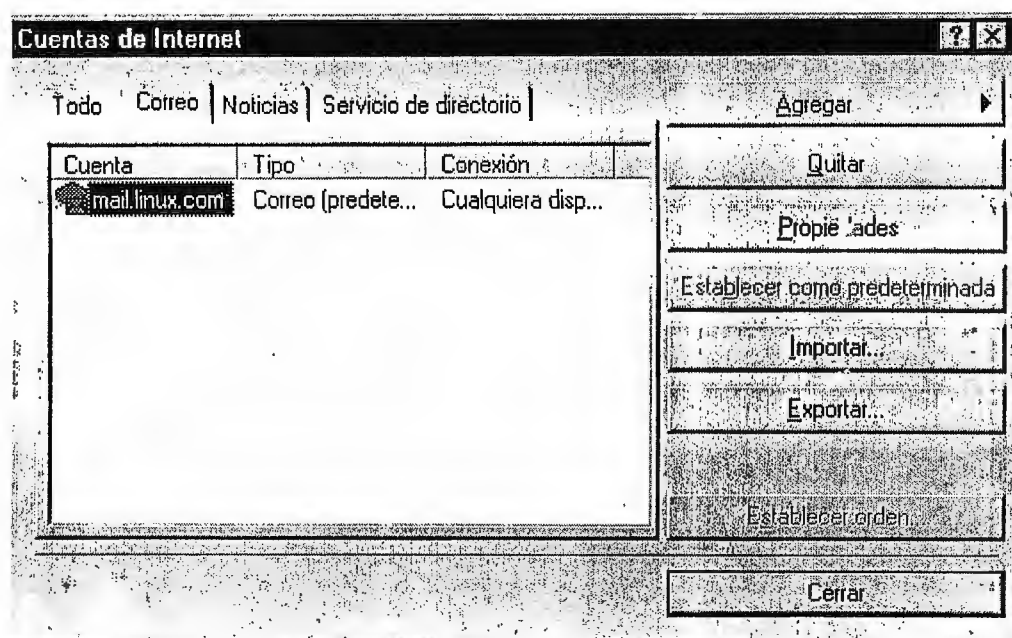 Cuentas de Internet
Todo Correo Noticias Servicio de directorio
Cuenta Tipo Conexión
mail.linux.com Correo (predete... Cualquiera disp...
Agregar
Quitar
Propie ades
Establecer como predeterminada
Importar...
Exportar...
Establecer orden...
Cerrar